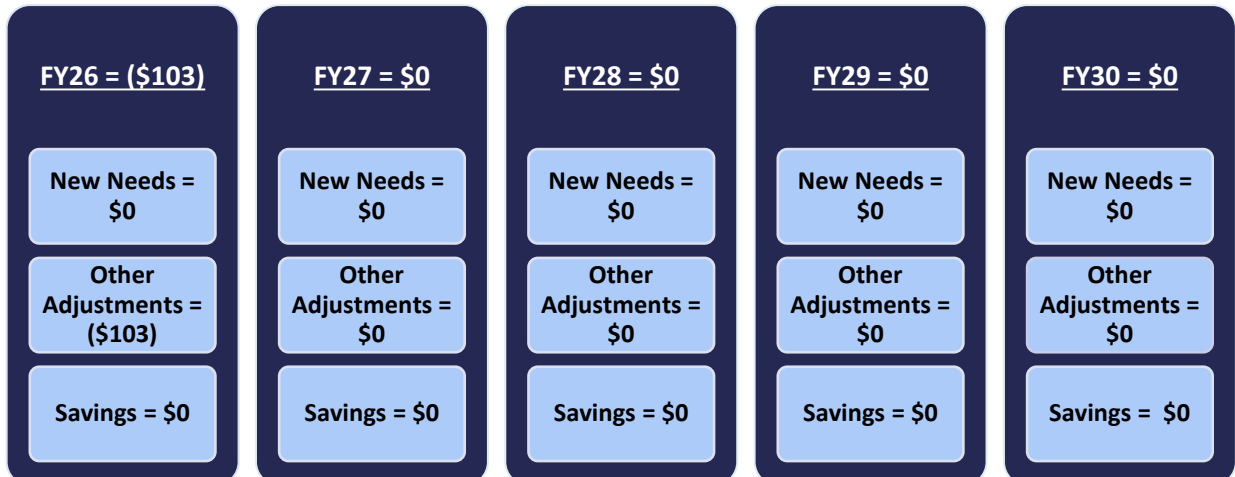 FY26 = ($103)
New Needs =
$0
Other
Adjustments =
($103)
Savings = $0
FY27 = $0
New Needs =
$0
Other
Adjustments =
$0
Savings = $0
FY28 = $0
New Needs =
$0
Other
Adjustments =
$0
Savings = $0
FY29 = $0
New Needs =
$0
Other
Adjustments =
$0
Savings = $0
FY30 = $0
New Needs =
$0
Other
Adjustments =
$0
Savings =  $0